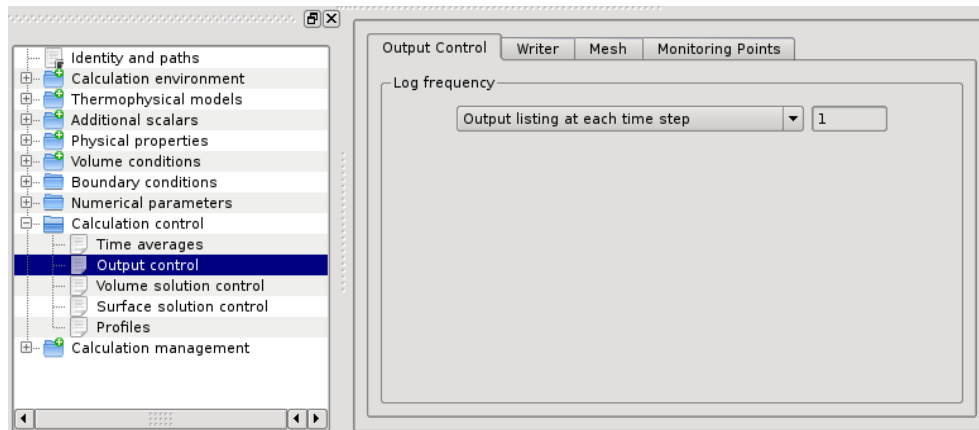 Identity and paths
Calculation environment
Thermophysical models
Additional scalars
Physical properties
Volume conditions
Boundary conditions
Numerical parameters
Calculation control
Time averages
Output control
Volume solution control
Surface solution control
Profiles
Calculation management
Output Control Writer Mesh Monitoring Points
Log frequency
Output listing at each time step 1